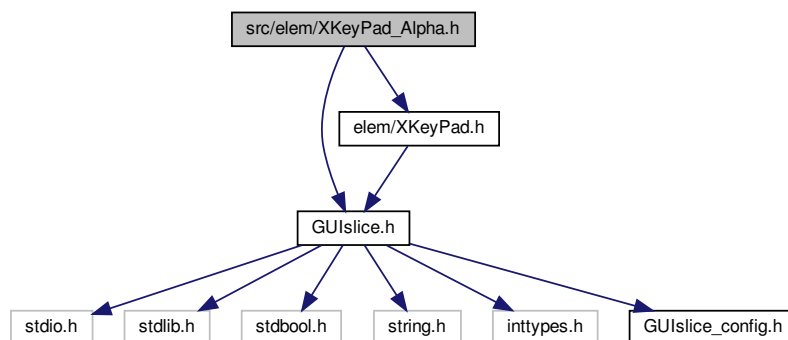 src/elem/XKeyPad_Alpha.h
elem/XKeyPad.h
GUIslice.h
stdio.h
stdlib.h
stdbool.h
string.h
inttypes.h
GUIslice_config.h